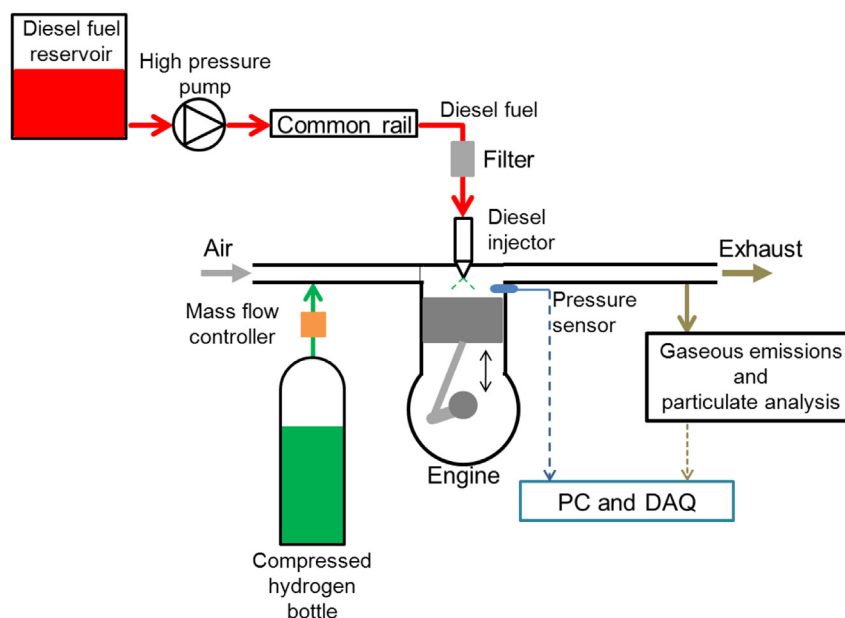 Diesel fuel
reservoir
High pressure
pump
Common rail
Diesel fuel
Filter
Diesel
injector
Air
Exhaust
Mass flow
controller
Pressure
sensor
Gaseous emissions
and
particulate analysis
Engine
PC and DAQ
Compressed
hydrogen
bottle